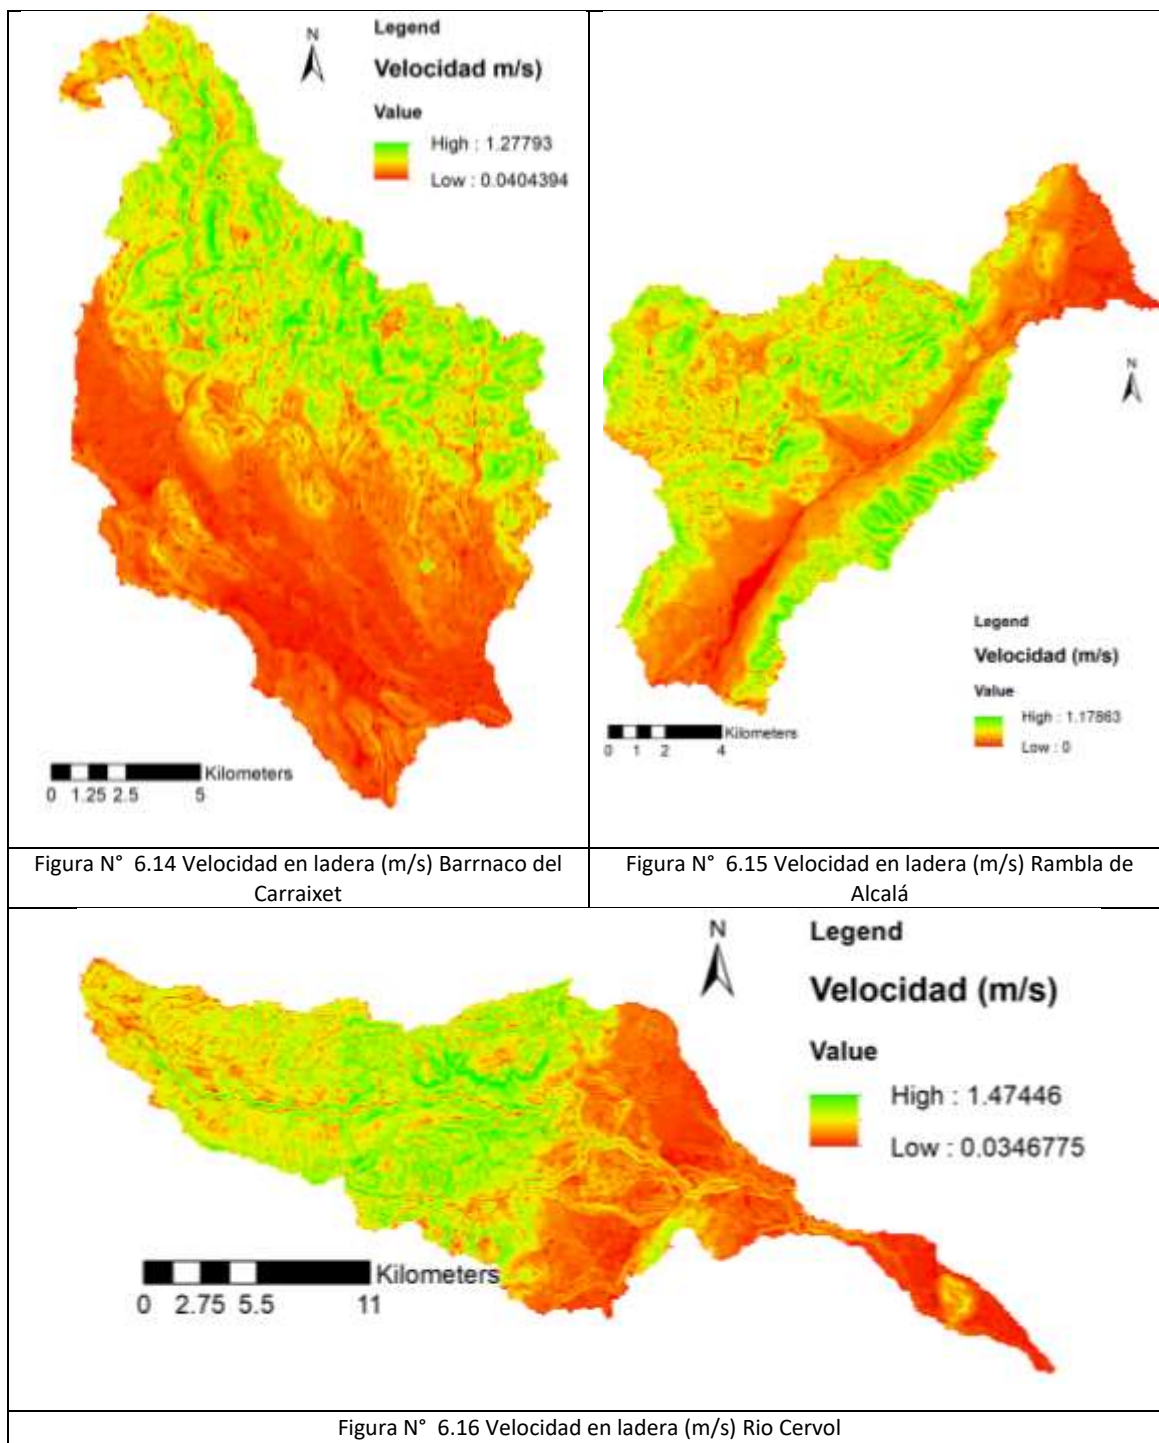 N
Legend
Velocidad m/s)
Value
High : 1.27793
Low : 0.0404394
Kilometers
0 1.25 2.5 5
Figura N° 6.14 Velocidad en ladera (m/s) Barrnaco del
Carraixet
N
Legend
Velocidad (m/s)
Value
High : 1.17863
Low : 0
Kilometers
0 1 2 4
Figura N° 6.15 Velocidad en ladera (m/s) Rambla de
Alcalá
N
Legend
Velocidad (m/s)
Value
High : 1.47446
Low : 0.0346775
Kilometers
0 2.75 5.5 11
Figura N° 6.16 Velocidad en ladera (m/s) Rio Cervol